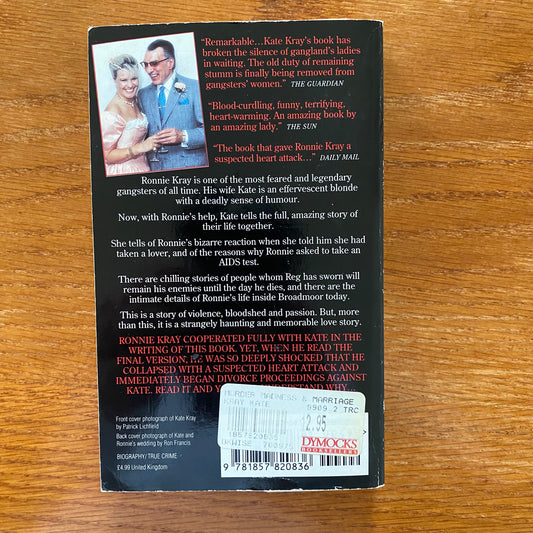 “Remarkable…Kate Kray’s book has
broken the silence of gangland’s ladies
in waiting. The old duty of remaining
stumm is finally being removed from
gangsters’ women.” THE GUARDIAN
“Blood-curdling, funny, terrifying,
heart-warming. An amazing book by
an amazing lady.” THE SUN
“The book that gave Ronnie Kray a
suspected heart attack…” DAILY MAIL
Ronnie Kray is one of the most feared and legendary
gangsters of all time. His wife Kate is an effervescent blonde
with a deadly sense of humour.
Now, with Ronnie’s help, Kate tells the full, amazing story of
their life together.
She tells of Ronnie’s bizarre reaction when she told him she had
taken a lover, and of the reasons why Ronnie asked to take an
AIDS test.
There are chilling stories of people whom Reg has sworn will
remain his enemies until the day he dies, and there are the
intimate details of Ronnie’s life inside Broadmoor today.
This is a story of violence, bloodshed and passion. But, more
than this, it is a strangely haunting and memorable love story.
RONNIE KRAY COOPERATED FULLY WITH KATE IN THE
WRITING OF THIS BOOK. YET, WHEN HE READ THE
FINAL VERSION, HE WAS SO DEEPLY SHOCKED THAT HE
COLLAPSED WITH A SUSPECTED HEART ATTACK AND
IMMEDIATELY BEGAN DIVORCE PROCEEDINGS AGAINST
KATE. READ IT AND WHY...
Front cover photograph of Kate Kray
by Patrick Lichfield
Back cover photograph of Kate and
Ronnie’s wedding by Ron Francis
BIOGRAPHY/TRUE CRIME
£4.99 United Kingdom
MURDER MADNESS & MARRIAGE
KRAY KATE
5909.2 TRC
12.95
DYMOCKS
BOOKSELLERS
9 781857 820836 >